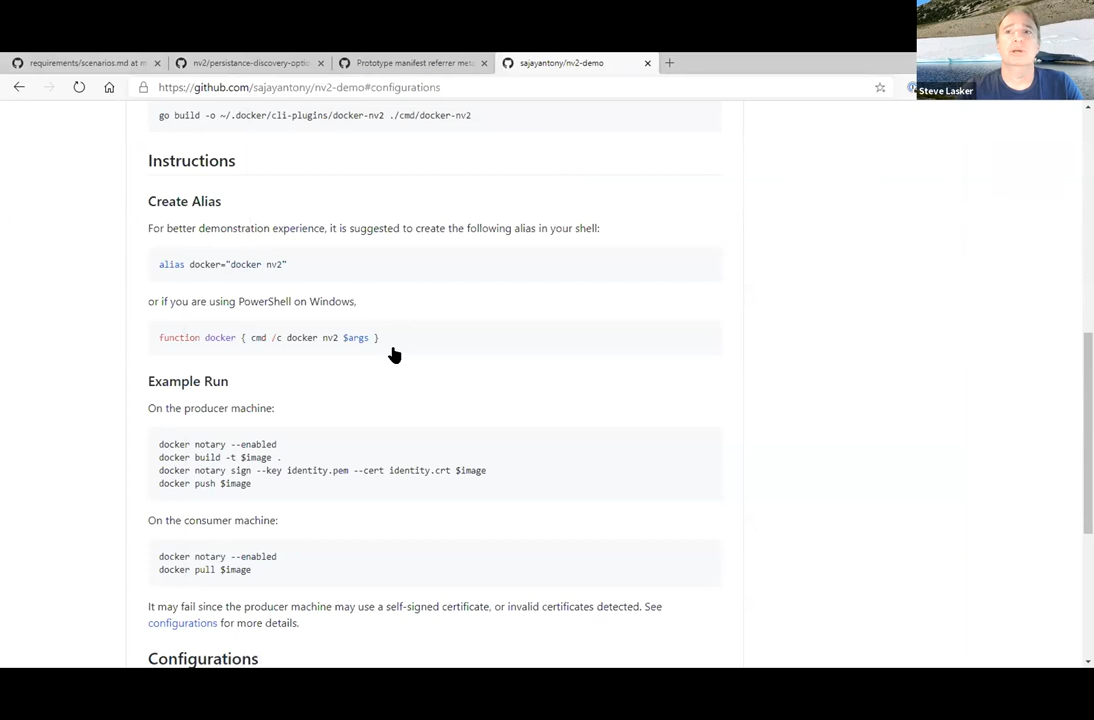 requirements/scenarios.md at m
nv2/persistance-discovery-optio
Prototype manifest referrer meta
sajayantony/nv2-demo
https://github.com/sajayantony/nv2-demo#configurations
Steve Lasker
go build -o ~/.docker/cli-plugins/docker-nv2 ./cmd/docker-nv2
Instructions
Create Alias
For better demonstration experience, it is suggested to create the following alias in your shell:
alias docker="docker nv2"
or if you are using PowerShell on Windows,
function docker { cmd /c docker nv2 $args }
Example Run
On the producer machine:
docker notary --enabled
docker build -t $image .
docker notary sign --key identity.pem --cert identity.crt $image
docker push $image
On the consumer machine:
docker notary --enabled
docker pull $image
It may fail since the producer machine may use a self-signed certificate, or invalid certificates detected. See
configurations for more details.
Configurations